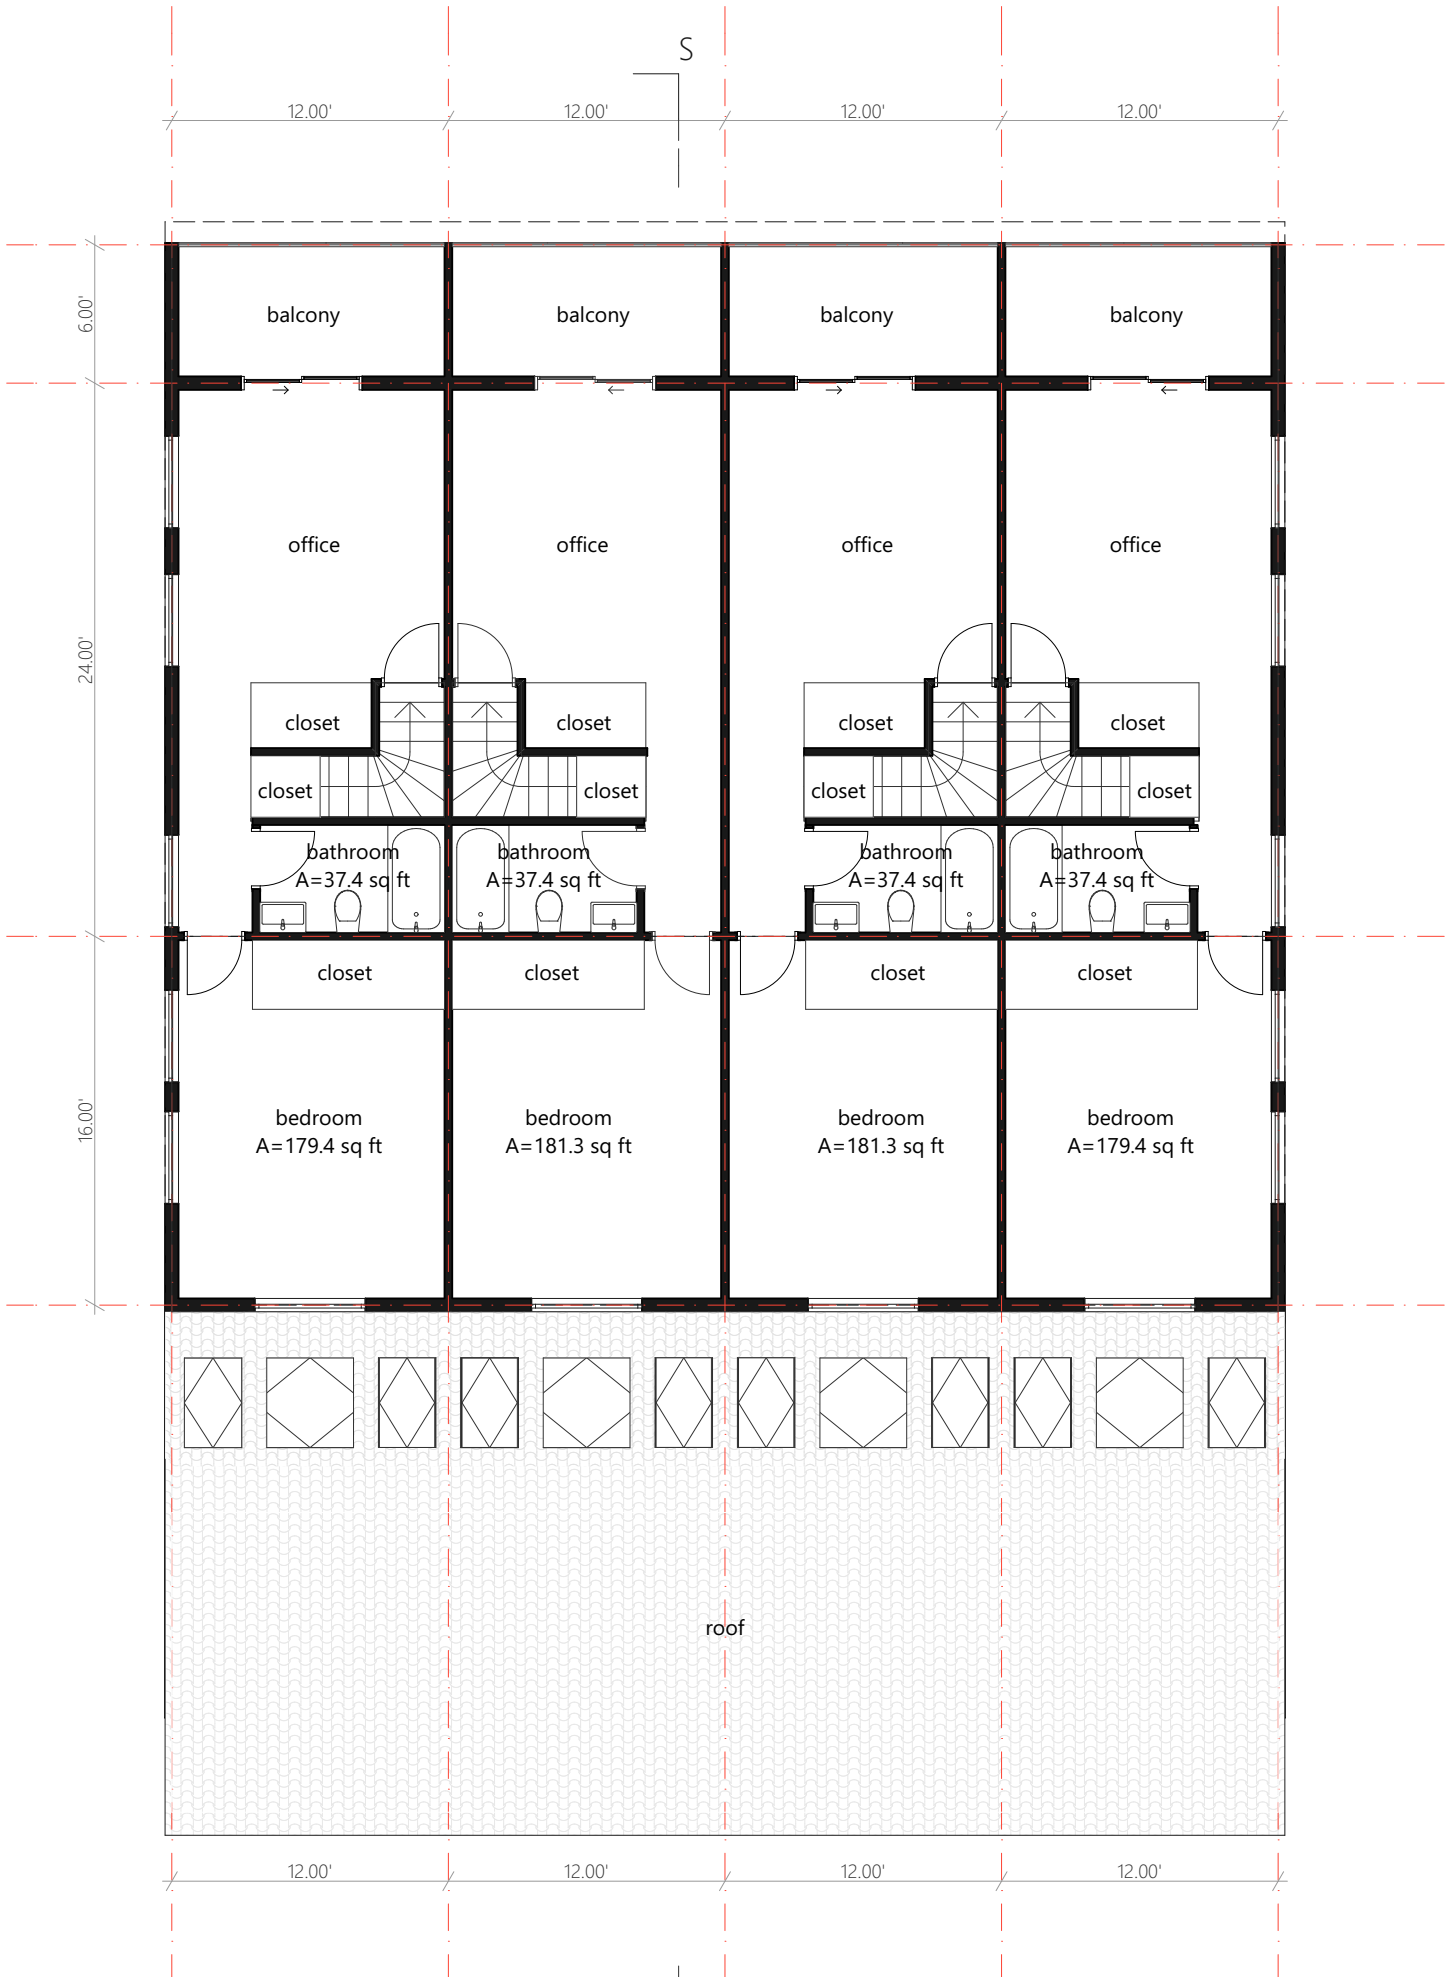 S
12.00' 12.00' 12.00' 12.00'
6.00'
balcony balcony balcony balcony
office office office office
24.00'
closet closet closet closet
closet closet closet closet
bathroom bathroom bathroom bathroom
A=37.4 sq ft A=37.4 sq ft A=37.4 sq ft A=37.4 sq ft
closet closet closet closet
16.00'
bedroom bedroom bedroom bedroom
A=179.4 sq ft A=181.3 sq ft A=181.3 sq ft A=179.4 sq ft
roof
12.00' 12.00' 12.00' 12.00'